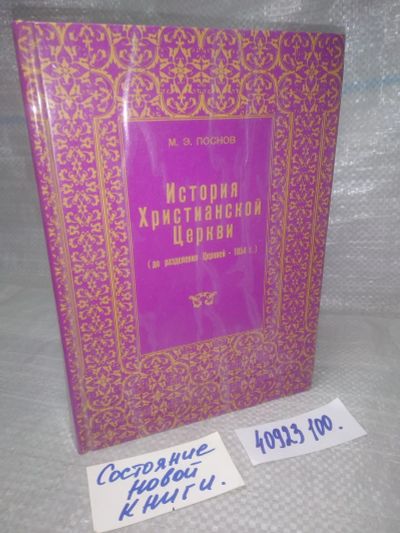 М. Э. ПОСНОВ
История
Христианской
Церкви
(до разделения Церквей - 1054 г.)
Состояние
новой
книги.
40923 100.